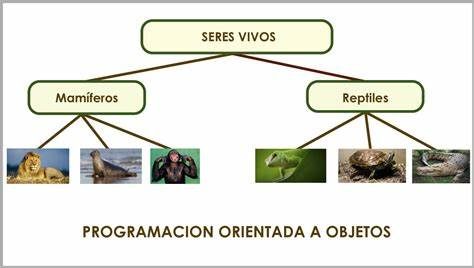 SERES VIVOS
Mamíferos
Reptiles
PROGRAMACION ORIENTADA A OBJETOS